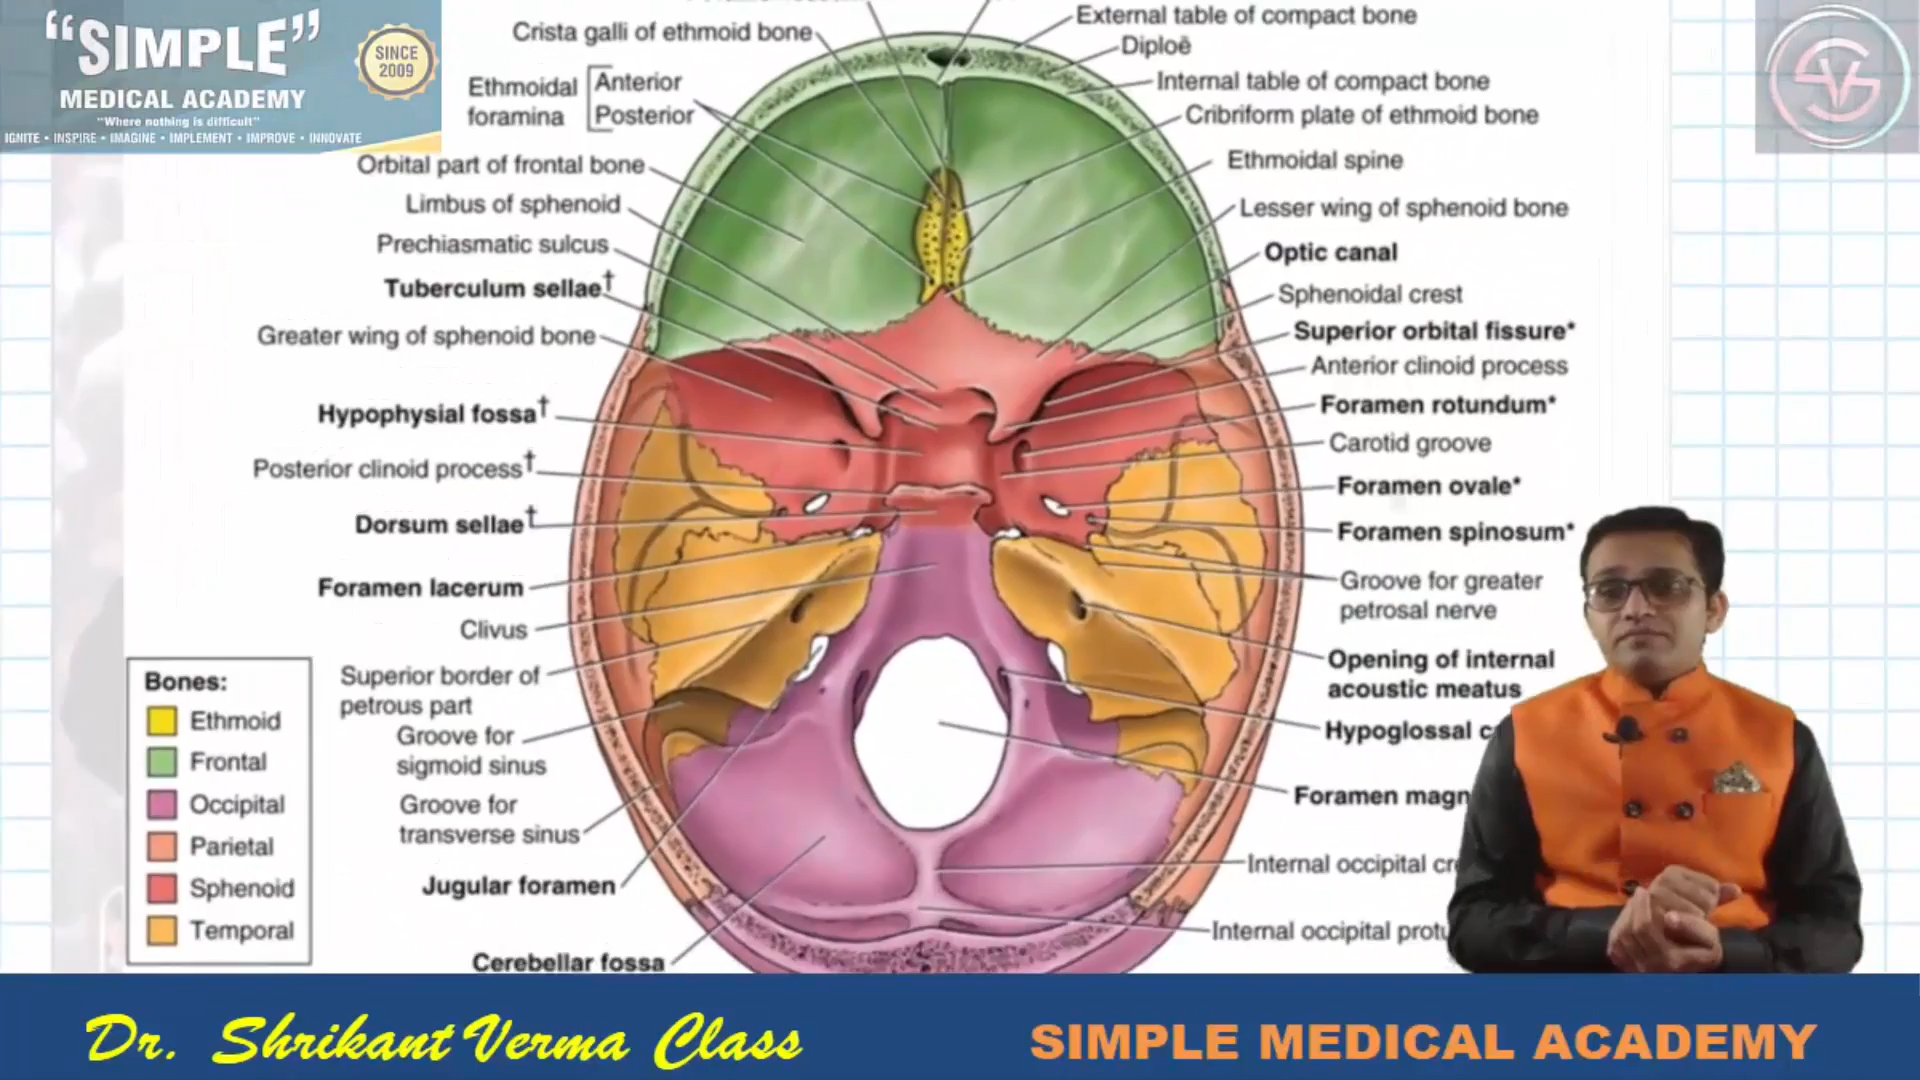 “SIMPLE”
MEDICAL ACADEMY
"Where nothing is difficult"
IGNITE • INSPIRE • IMAGINE • IMPLEMENT • IMPROVE • INNOVATE
SINCE
2009
Crista galli of ethmoid bone
Ethmoidal
foramina
Anterior
Posterior
Orbital part of frontal bone
Limbus of sphenoid
Prechiasmatic sulcus
Tuberculum sellae†
Greater wing of sphenoid bone
Hypophysial fossa†
Posterior clinoid process†
Dorsum sellae†
Foramen lacerum
Clivus
Superior border of
petrous part
Groove for
sigmoid sinus
Groove for
transverse sinus
Jugular foramen
Cerebellar fossa
External table of compact bone
Diploë
Internal table of compact bone
Cribriform plate of ethmoid bone
Ethmoidal spine
Lesser wing of sphenoid bone
Optic canal
Sphenoidal crest
Superior orbital fissure*
Anterior clinoid process
Foramen rotundum*
Carotid groove
Foramen ovale*
Foramen spinosum*
Groove for greater
petrosal nerve
Opening of internal
acoustic meatus
Hypoglossal c
Foramen magn
Internal occipital cr
Internal occipital protu
Bones:
Ethmoid
Frontal
Occipital
Parietal
Sphenoid
Temporal
Dr. Shrikant Verma Class
SIMPLE MEDICAL ACADEMY